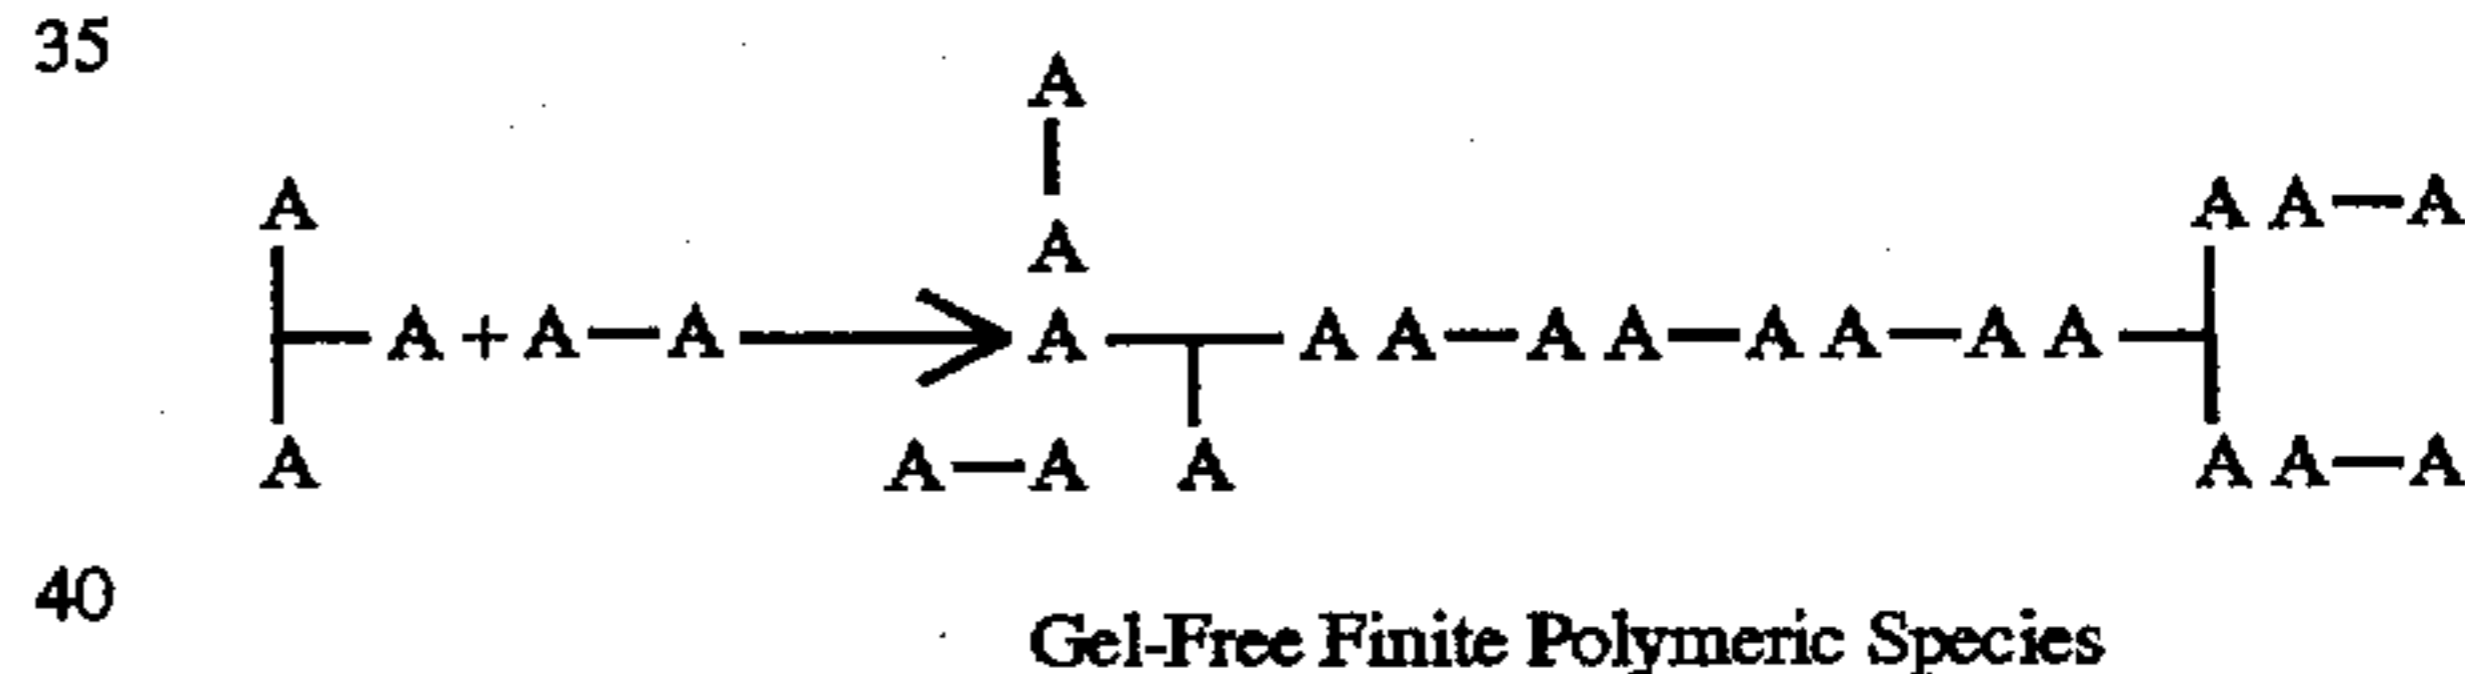 35
A
A
A A A—A
A + A—A → A A A—A A—A A—A A
A A—A A A A—A
40
Gel-Free Finite Polymeric Species